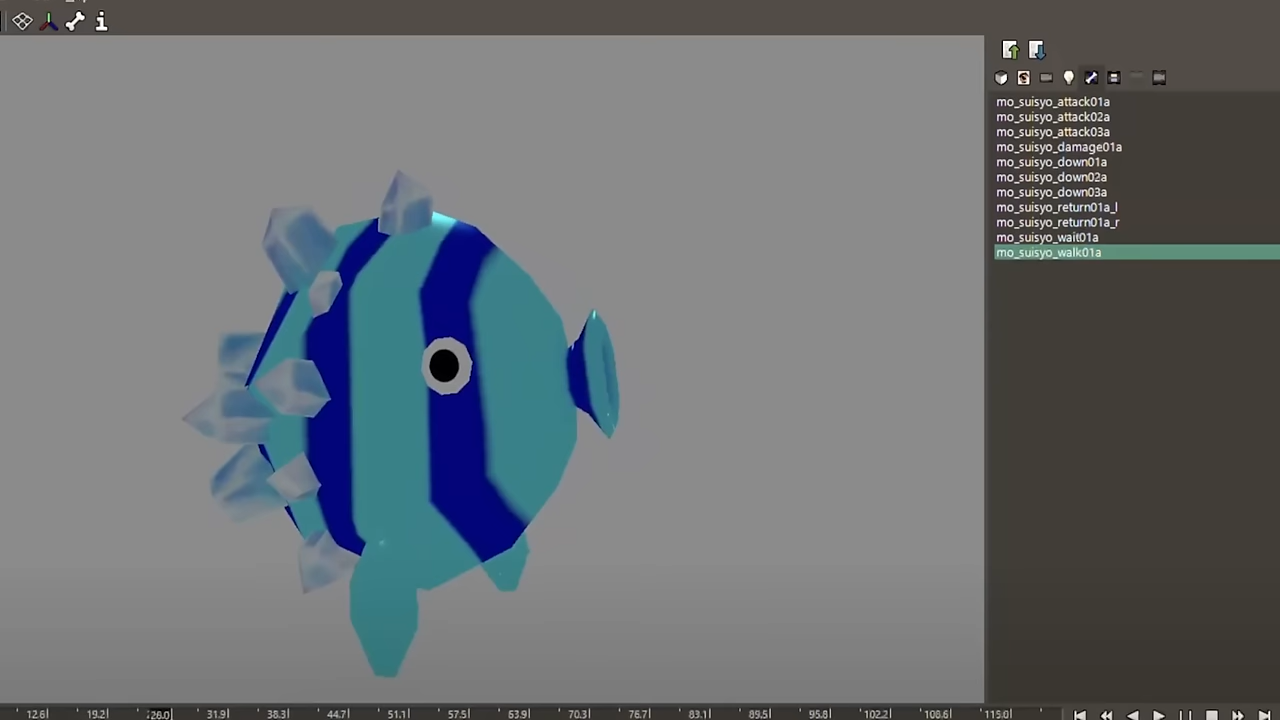 mo_suisyo_attack01a
mo_suisyo_attack02a
mo_suisyo_attack03a
mo_suisyo_damage01a
mo_suisyo_down01a
mo_suisyo_down02a
mo_suisyo_down03a
mo_suisyo_return01a_l
mo_suisyo_return01a_r
mo_suisyo_wait01a
mo_suisyo_walk01a
12.6 19.2 26.0 31.9 38.3 44.7 51.1 57.5 63.9 70.3 76.7 83.1 89.5 95.8 102.2 108.6 115.0